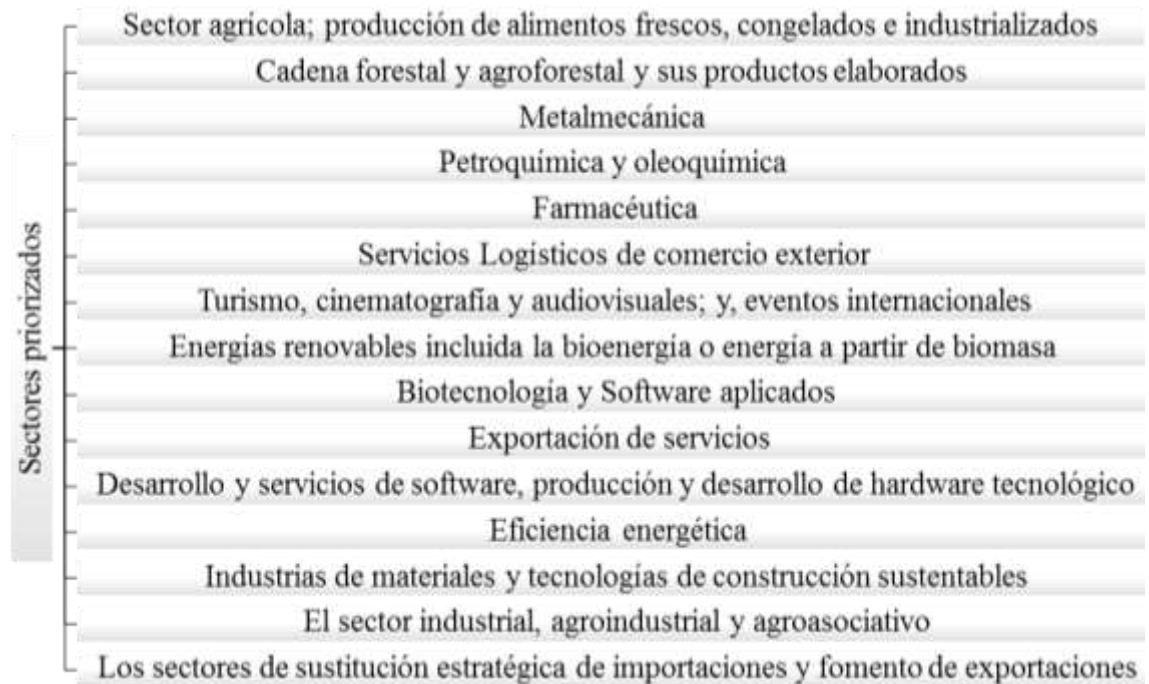 Sectores priorizados
Sector agrícola; producción de alimentos frescos, congelados e industrializados
Cadena forestal y agroforestal y sus productos elaborados
Metalmecánica
Petroquímica y oleoquímica
Farmacéutica
Servicios Logísticos de comercio exterior
Turismo, cinematografía y audiovisuales; y, eventos internacionales
Energías renovables incluida la bioenergía o energía a partir de biomasa
Biotecnología y Software aplicados
Exportación de servicios
Desarrollo y servicios de software, producción y desarrollo de hardware tecnológico
Eficiencia energética
Industrias de materiales y tecnologías de construcción sustentables
El sector industrial, agroindustrial y agroasociativo
Los sectores de sustitución estratégica de importaciones y fomento de exportaciones